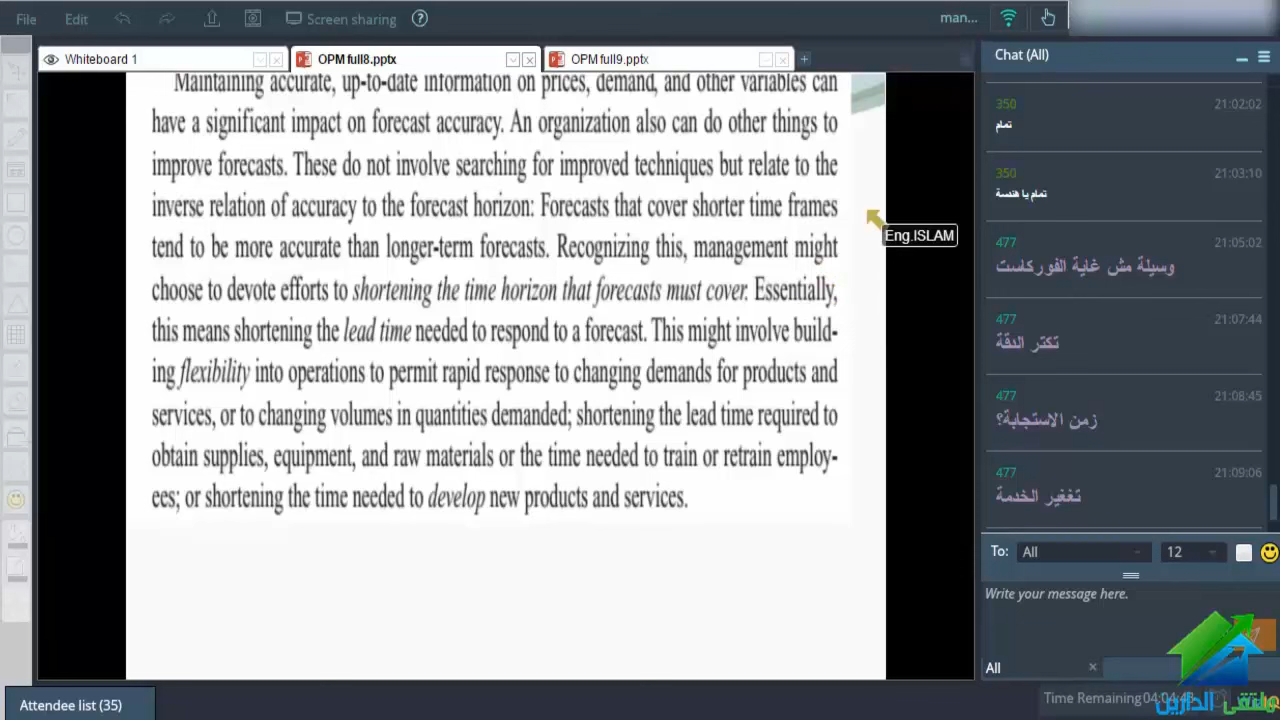 File Edit Screen sharing ? man...
Whiteboard 1 OPM full8.pptx OPM full9.pptx +
Maintaining accurate, up-to-date information on prices, demand, and other variables can
have a significant impact on forecast accuracy. An organization also can do other things to
improve forecasts. These do not involve searching for improved techniques but relate to the
inverse relation of accuracy to the forecast horizon: Forecasts that cover shorter time frames
tend to be more accurate than longer-term forecasts. Recognizing this, management might
choose to devote efforts to shortening the time horizon that forecasts must cover. Essentially,
this means shortening the lead time needed to respond to a forecast. This might involve build-
ing flexibility into operations to permit rapid response to changing demands for products and
services, or to changing volumes in quantities demanded; shortening the lead time required to
obtain supplies, equipment, and raw materials or the time needed to train or retrain employ-
ees; or shortening the time needed to develop new products and services.
Eng.ISLAM
Chat (All)
350 21:02:02
تمام
350 21:03:10
تمام يا هندسة
477 21:05:02
وسيلة مش غاية الفوركاست
477 21:07:44
تكتر الدقة
477 21:08:45
زمن الاستجابة؟
477 21:09:06
تغغير الخدمة
To: All 12
Write your message here.
All
Attendee list (35)
Time Remaining
ملتقى الدارين